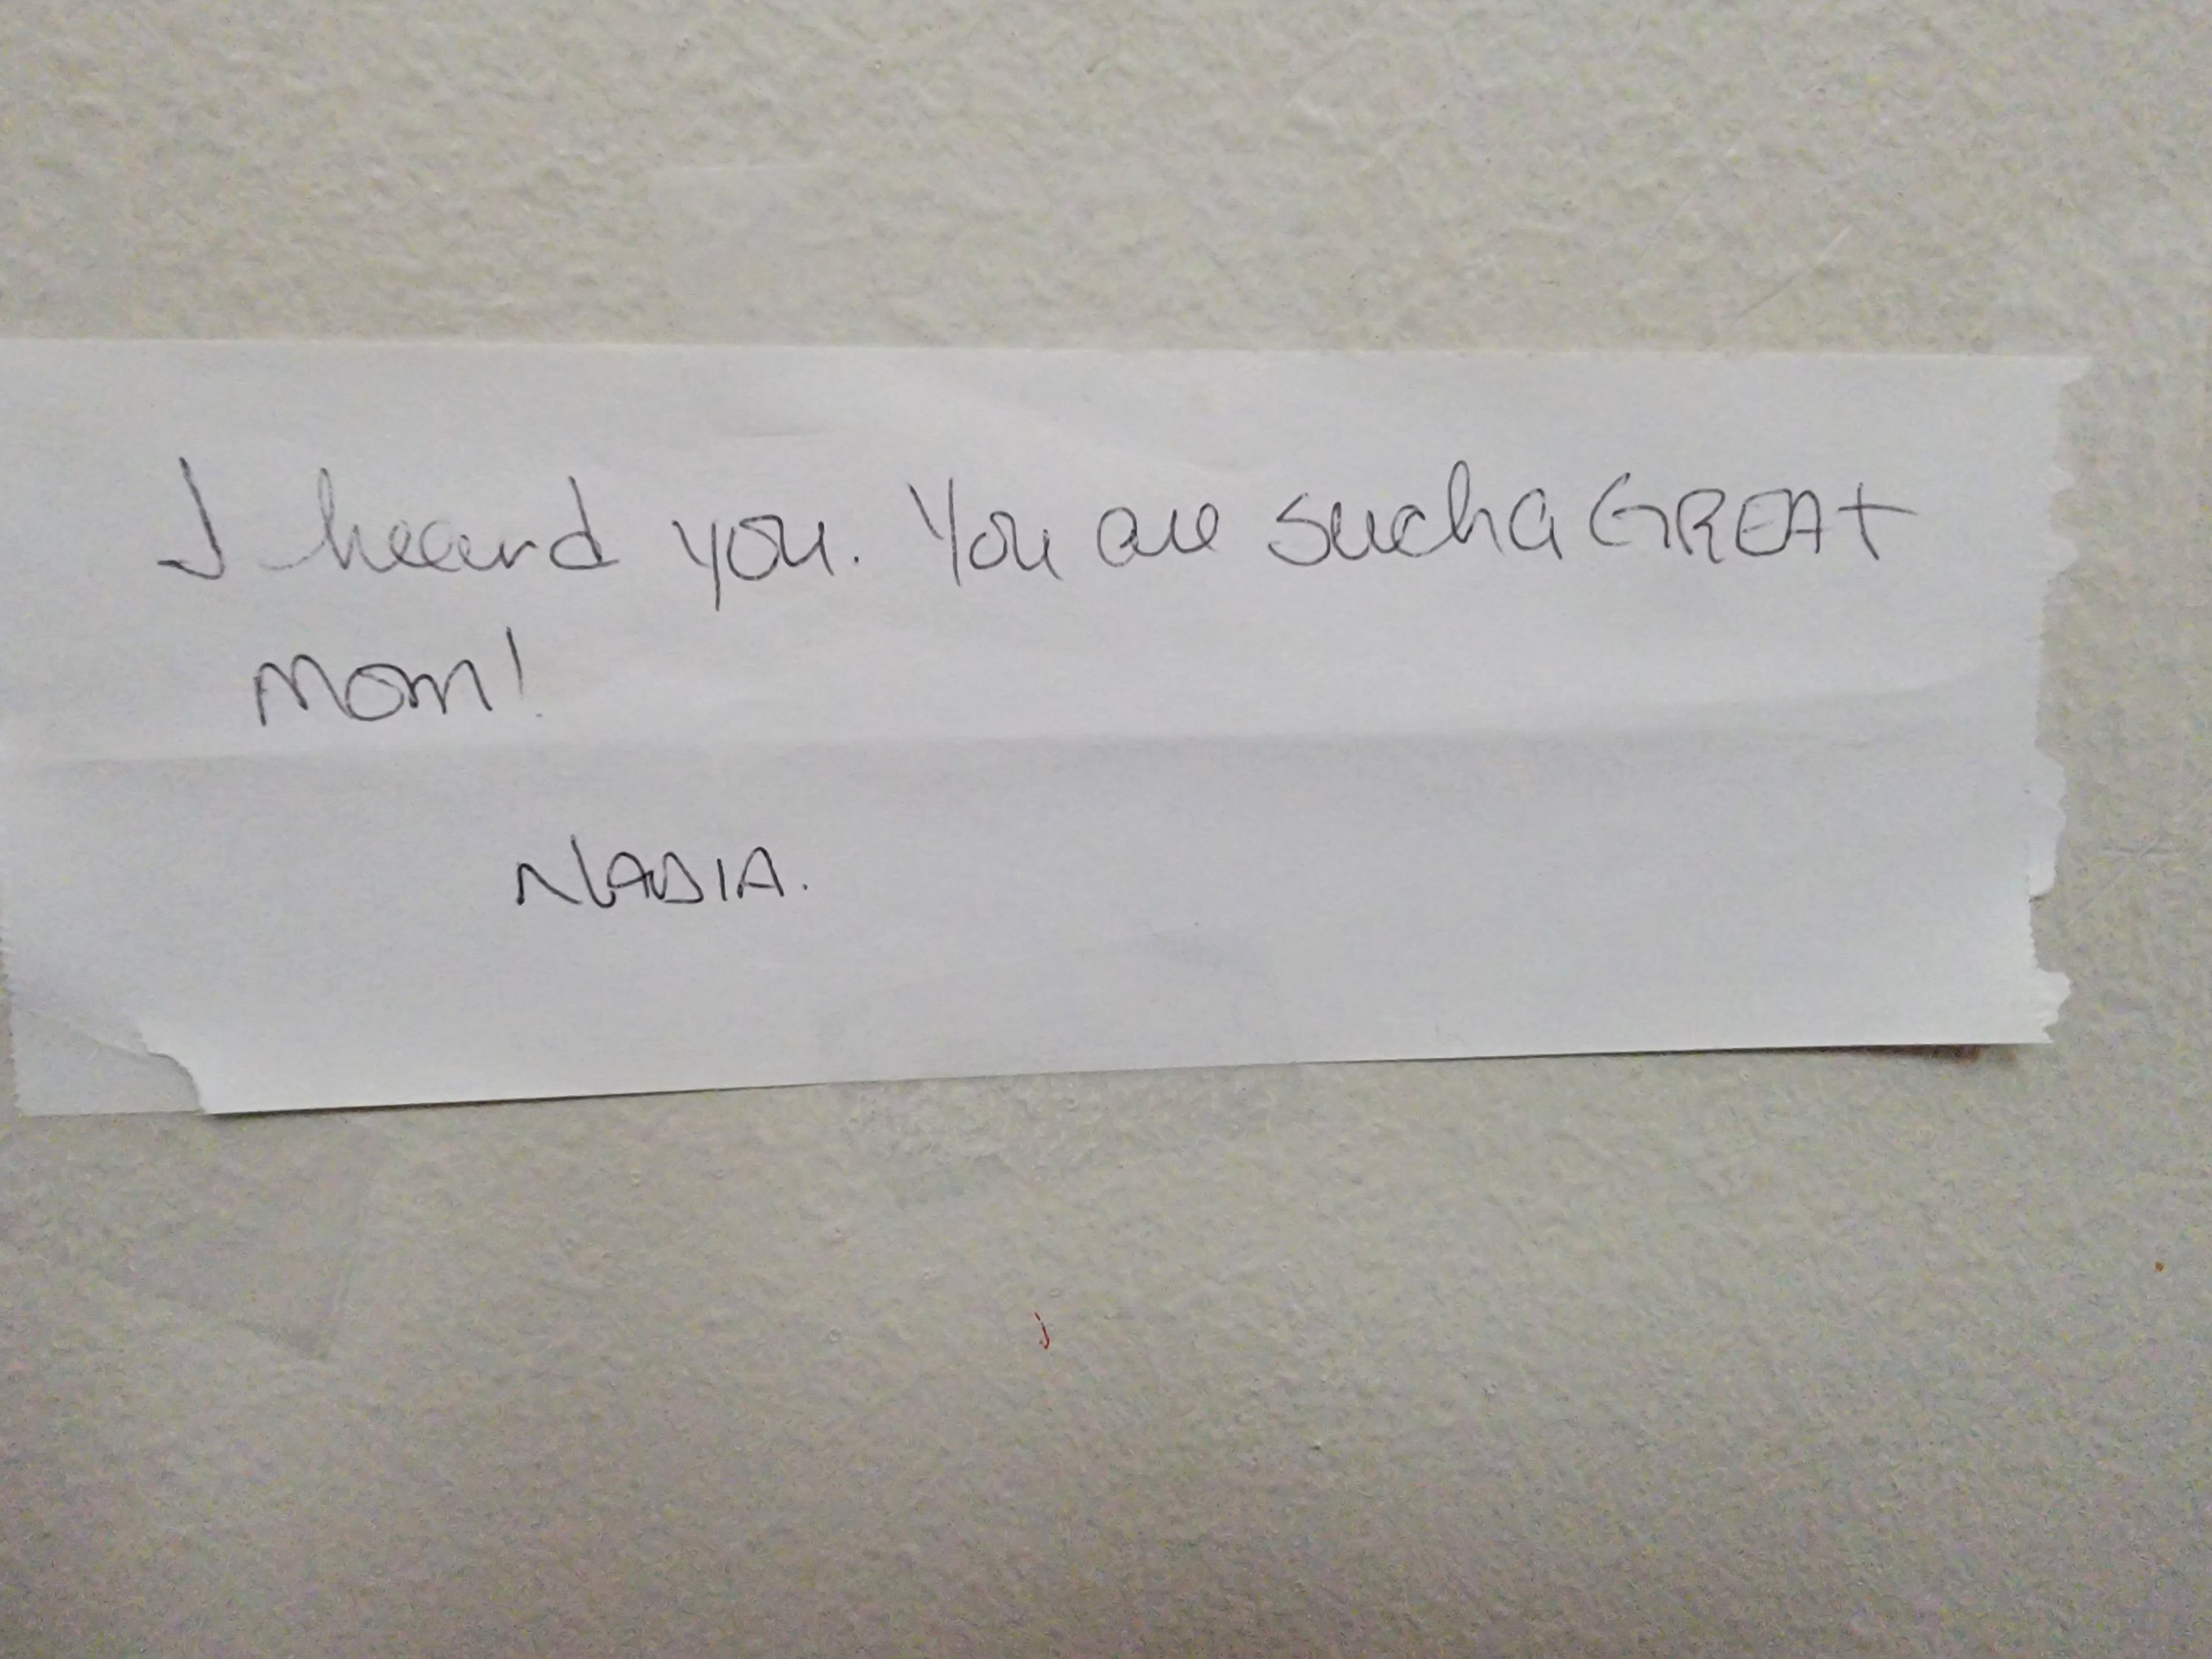 I heard you. You are such a GREAT
mom!
NADIA.